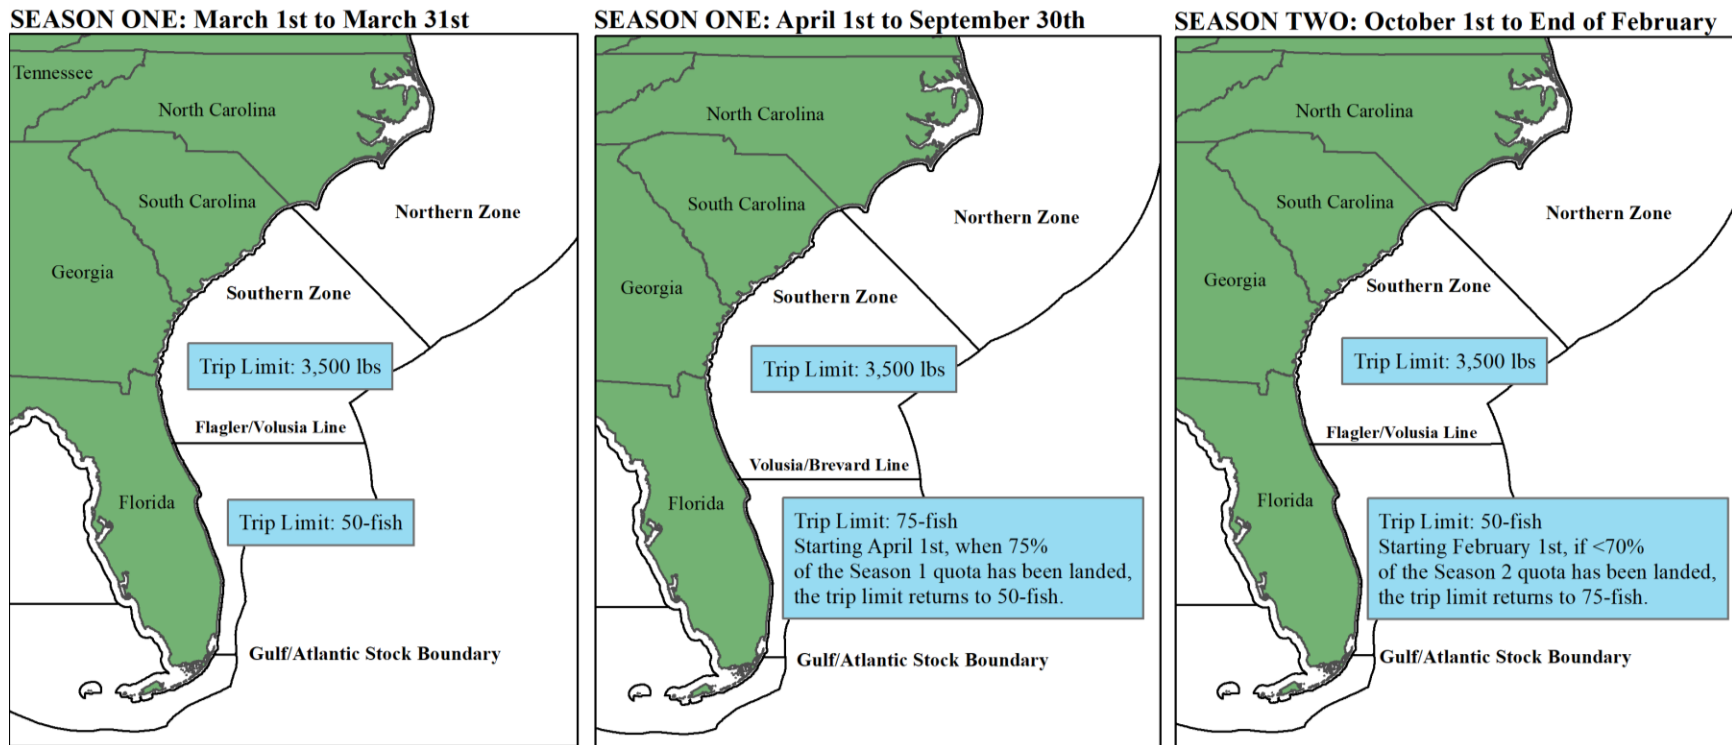 SEASON ONE: March 1st to March 31st
Tennessee
North Carolina
South Carolina
Northern Zone
Georgia
Southern Zone
Trip Limit: 3,500 lbs
Flagler/Volusia Line
Florida
Trip Limit: 50-fish
Gulf/Atlantic Stock Boundary
SEASON ONE: April 1st to September 30th
North Carolina
South Carolina
Northern Zone
Georgia
Southern Zone
Trip Limit: 3,500 lbs
Volusia/Brevard Line
Florida
Trip Limit: 75-fish
Starting April 1st, when 75%
of the Season 1 quota has been landed,
the trip limit returns to 50-fish.
Gulf/Atlantic Stock Boundary
SEASON TWO: October 1st to End of February
North Carolina
South Carolina
Northern Zone
Georgia
Southern Zone
Trip Limit: 3,500 lbs
Flagler/Volusia Line
Florida
Trip Limit: 50-fish
Starting February 1st, if <70%
of the Season 2 quota has been landed,
the trip limit returns to 75-fish.
Gulf/Atlantic Stock Boundary